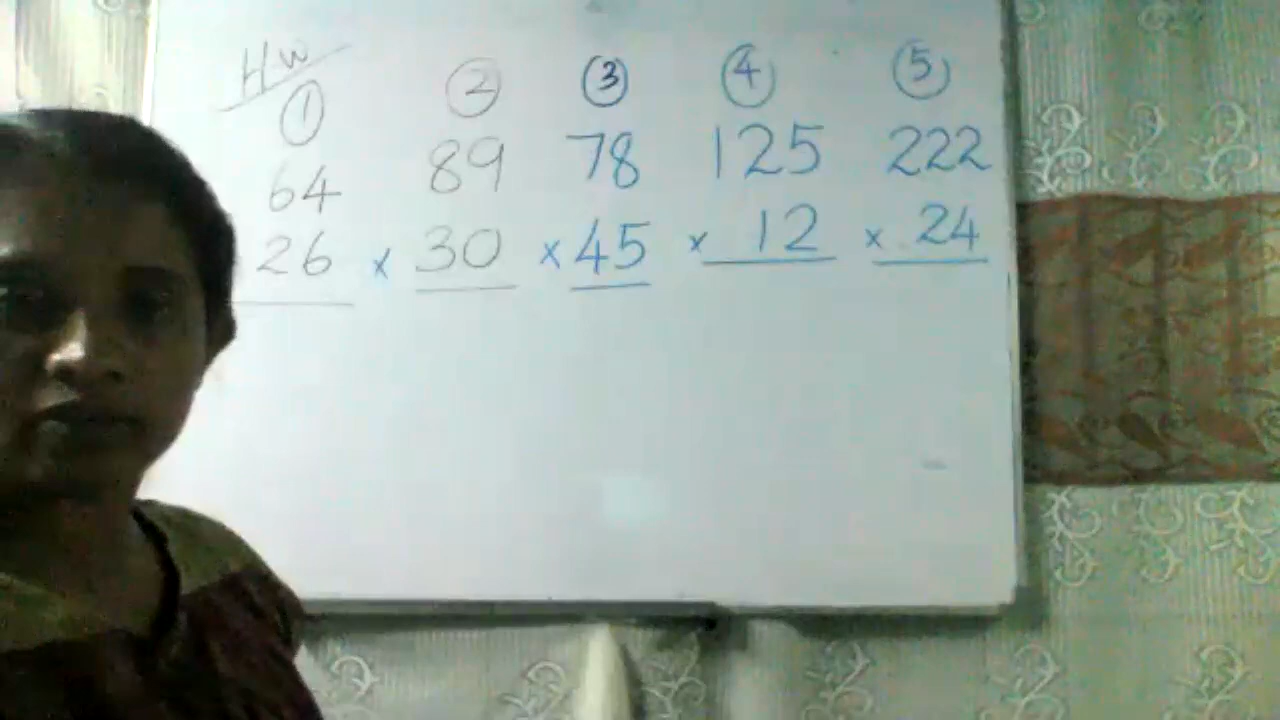 Hw
① ② ③ ④ ⑤
64 89 78 125 222
26 × 30 × 45 × 12 × 24